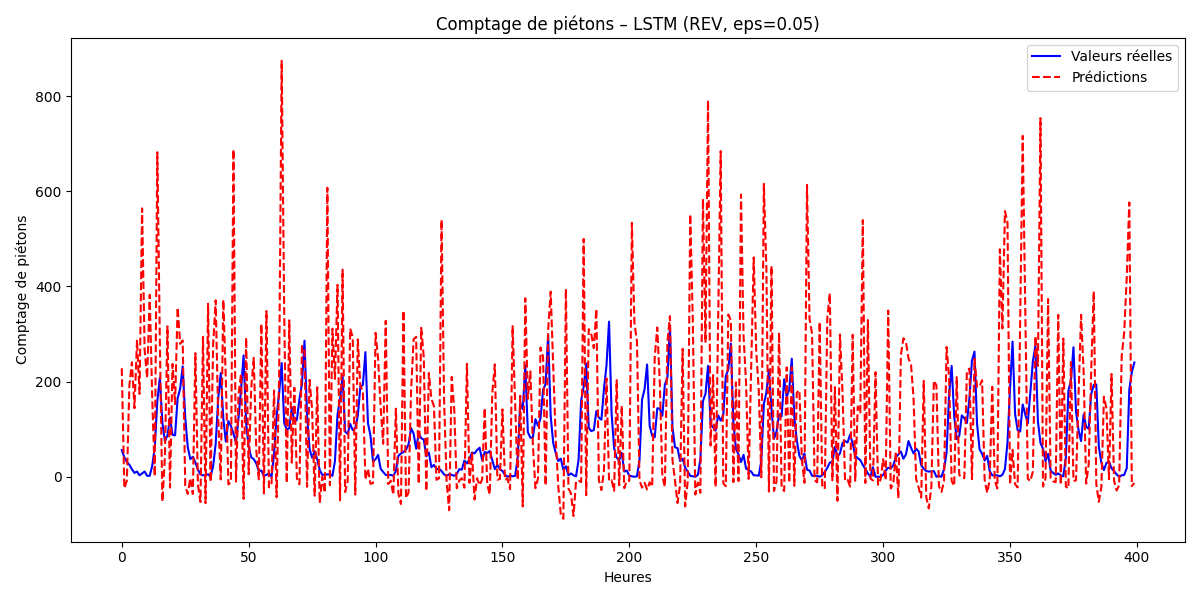 Comptage de piétons – LSTM (REV, eps=0.05)
Valeurs réelles
Prédictions
Comptage de piétons
800
600
400
200
0
0 50 100 150 200 250 300 350 400
Heures